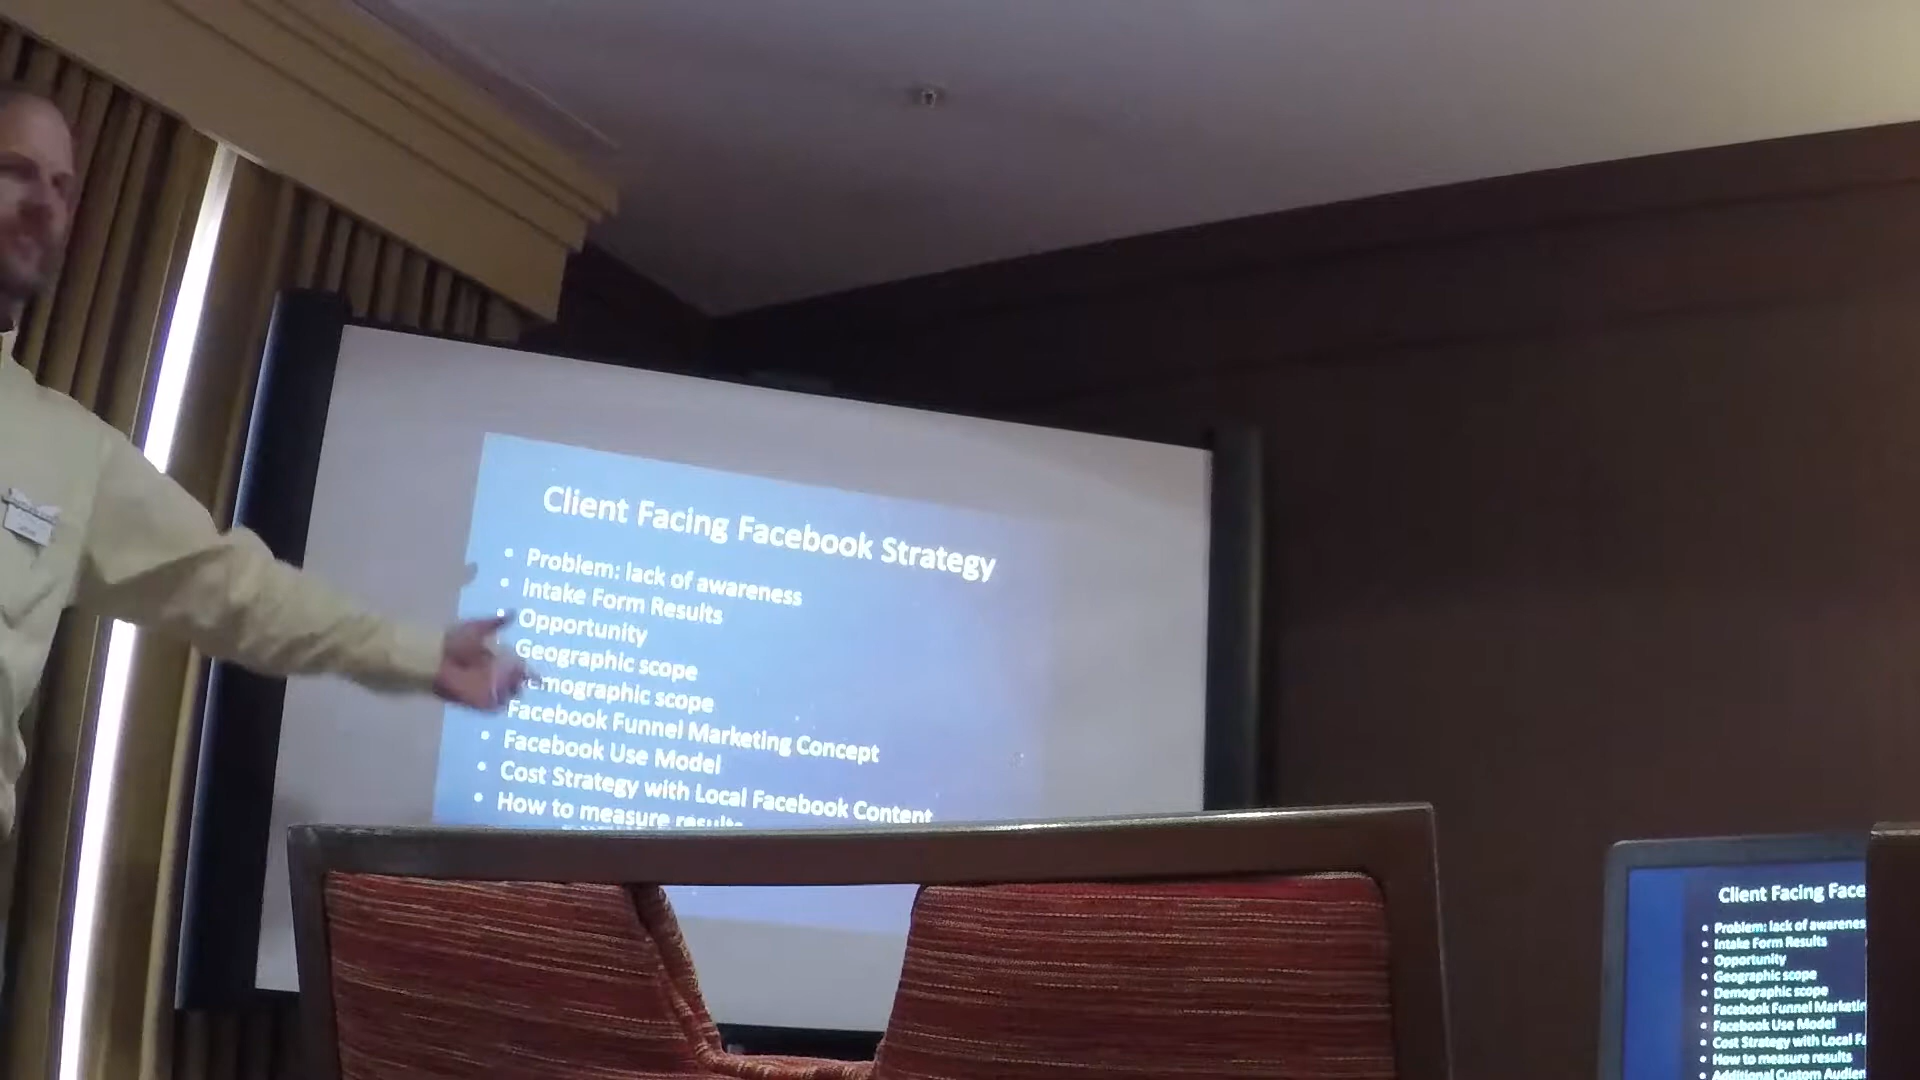 Client Facing Facebook Strategy
• Problem: lack of awareness
• Intake Form Results
• Opportunity
Geographic scope
emographic scope
Facebook Funnel Marketing Concept
• Facebook Use Model
• Cost Strategy with Local Facebook Content
• How to measure results
Client Facing Face
• Problem: lack of awarenes
• Intake Form Results
• Opportunity
• Geographic scope
• Demographic scope
• Facebook Funnel Marketin
• Facebook Use Model
• Cost Strategy with Local Fa
• How to measure results
• Additional Custom Audien